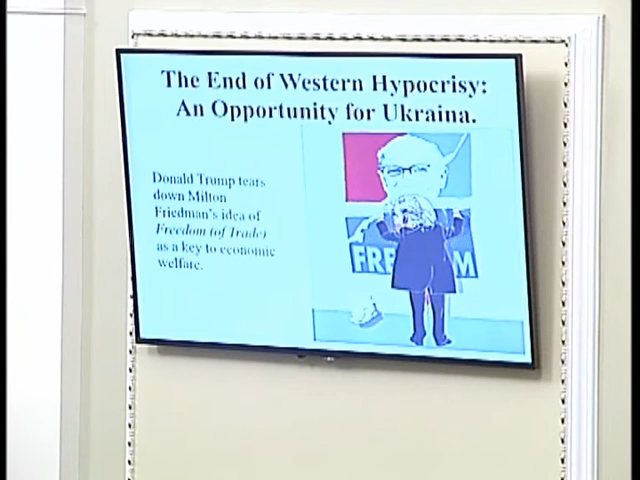 The End of Western Hypocrisy:
An Opportunity for Ukraina.
Donald Trump tears
down Milton
Friedman's idea of
Freedom (of Trade)
as a key to economic
welfare.
FRE M